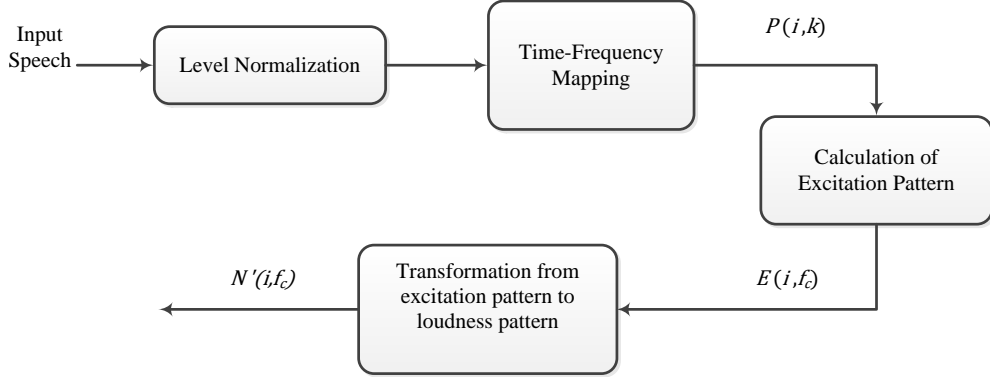 Input
Speech
Level Normalization
Time-Frequency
Mapping
P(i,k)
Calculation of
Excitation Pattern
E(i,fc)
Transformation from
excitation pattern to
loudness pattern
N'(i,fc)